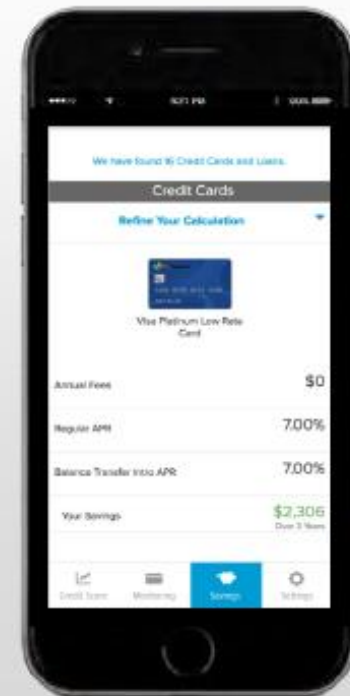 We have found 16 Credit Cards and Loans.
Credit Cards
Refine Your Calculation
Visa Platinum Low Rate
Card
Annual Fees $0
Regular APR 7.00%
Balance Transfer Intro APR 7.00%
Your Savings $2,306
Over 3 Years
Credit Score Monitoring Savings Settings